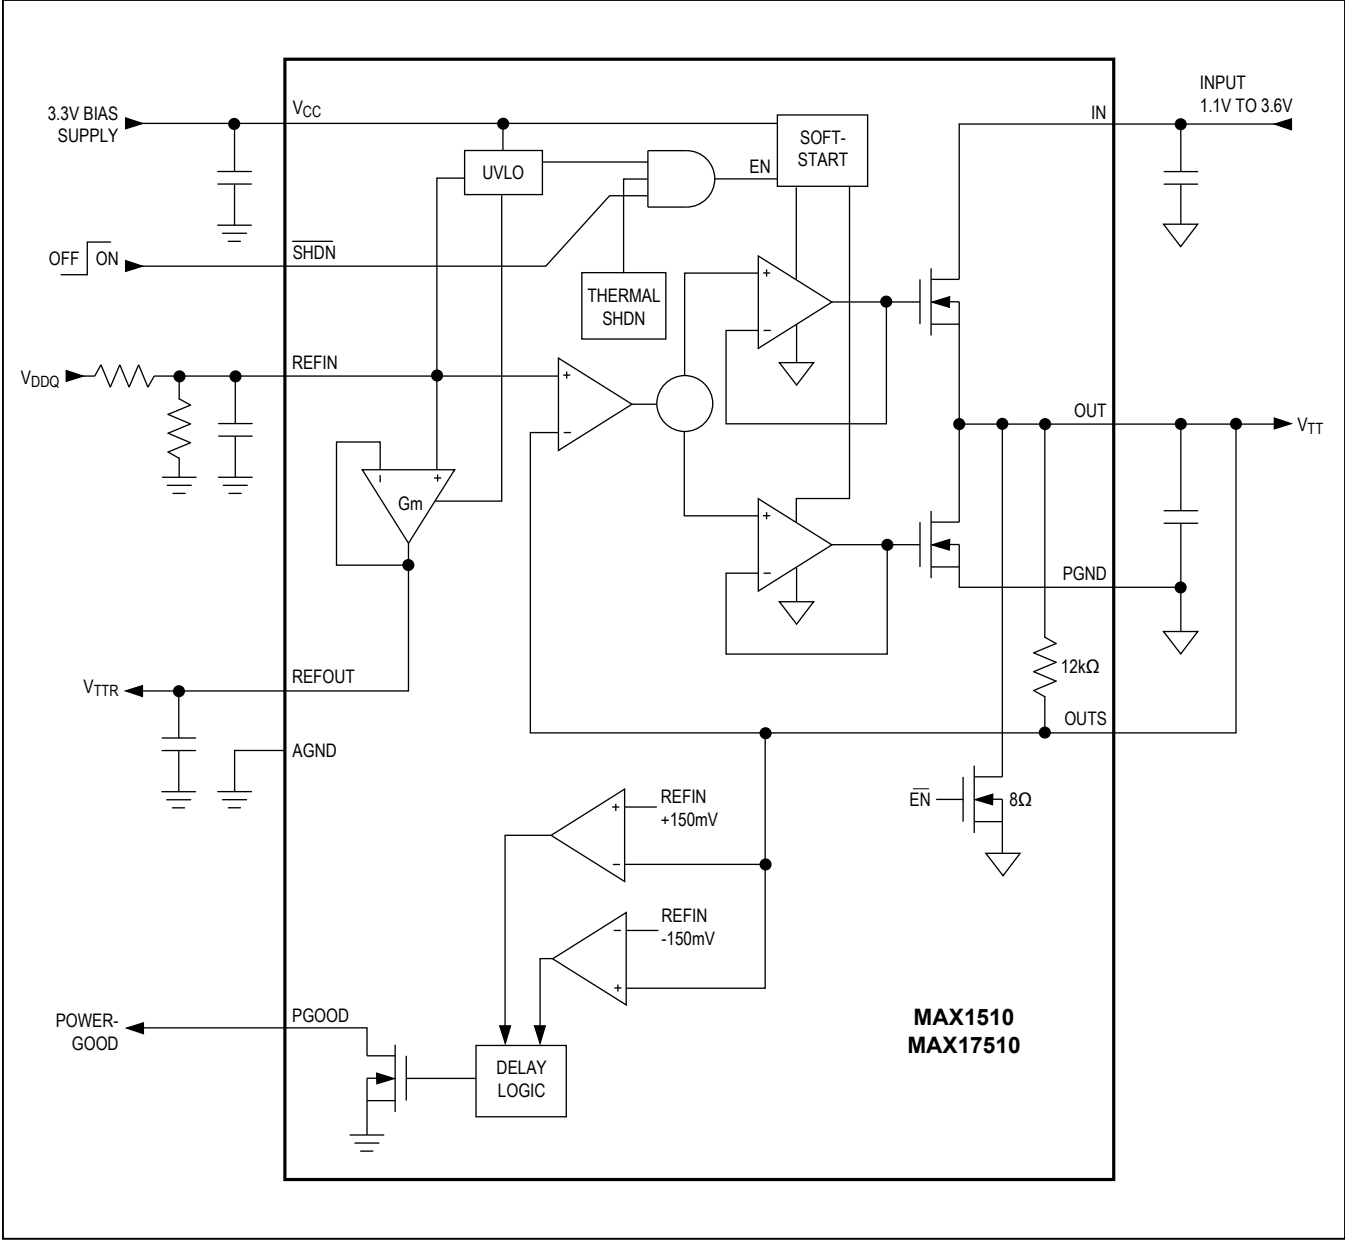 INPUT
1.1V TO 3.6V
3.3V BIAS
SUPPLY
VCC
IN
SOFT-
START
EN
UVLO
OFF ON
SHDN
THERMAL
SHDN
VDDQ
REFIN
+
-
+
-
OUT
VTT
-
+
Gm
+
-
PGND
12kΩ
VTTR
REFOUT
OUTS
AGND
REFIN
+150mV
+
-
EN
8Ω
REFIN
-150mV
-
+
POWER-
GOOD
PGOOD
DELAY
LOGIC
MAX1510
MAX17510